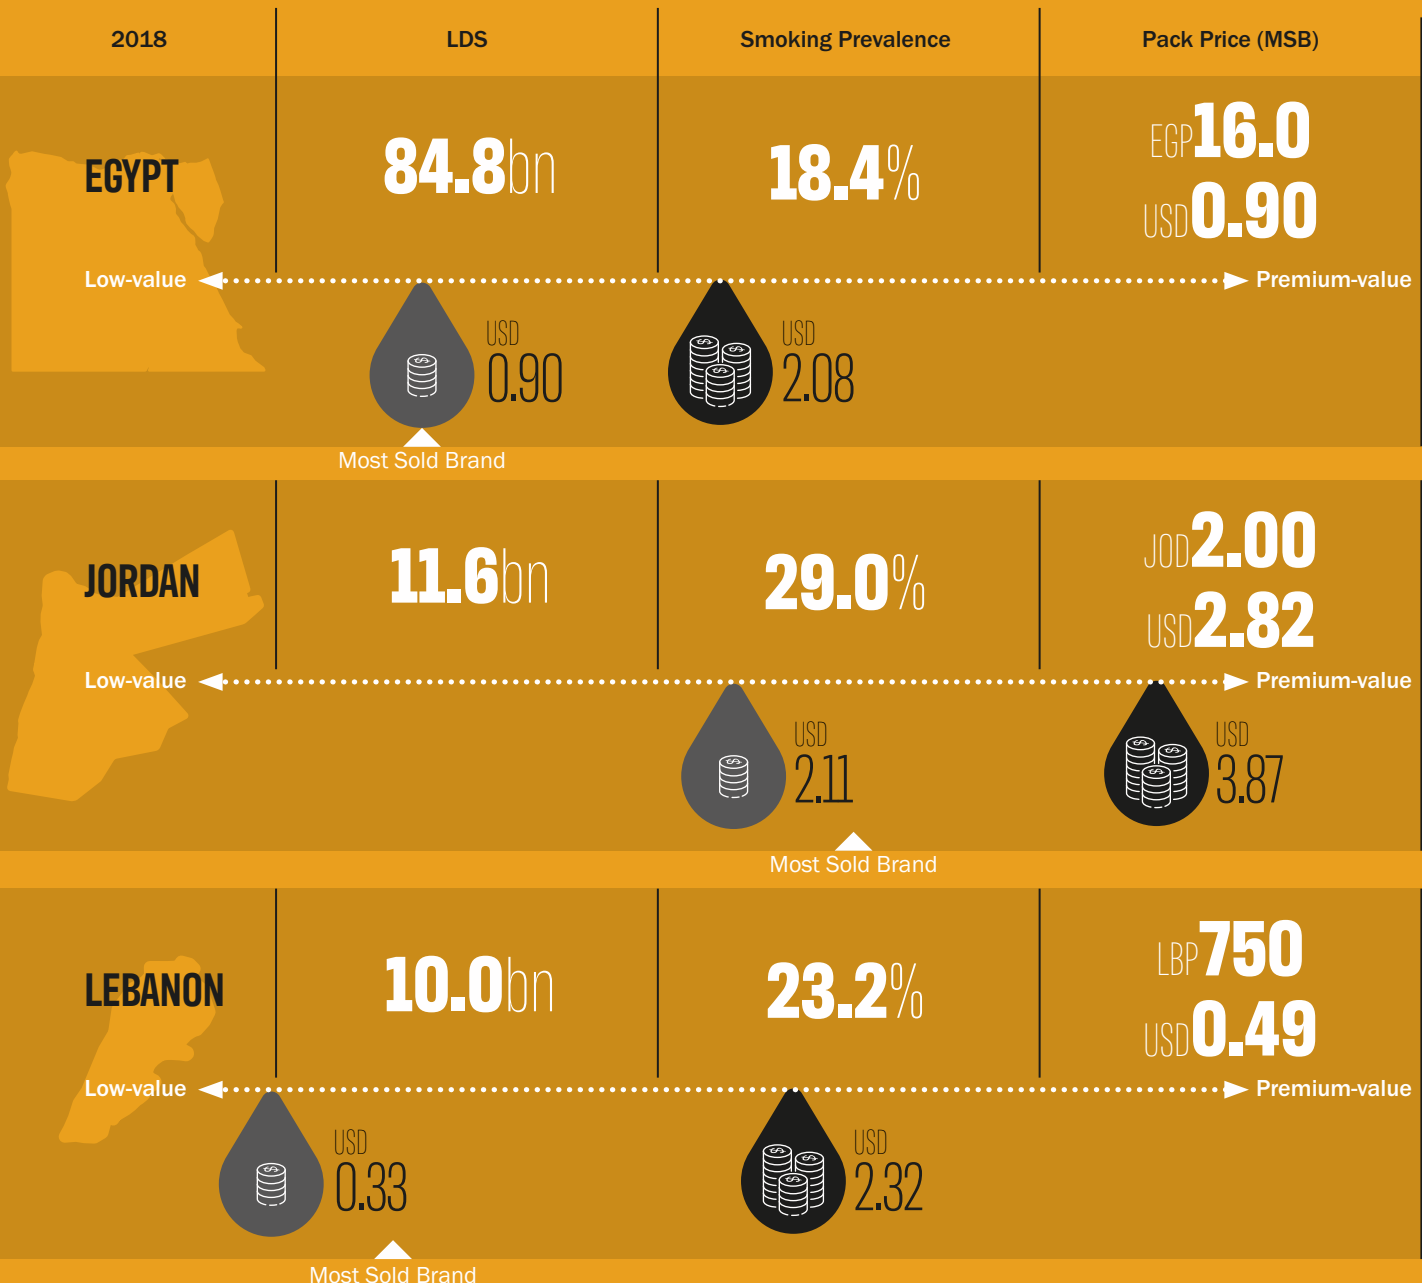 2018 LDS Smoking Prevalence Pack Price (MSB)
EGYPT 84.8bn 18.4% EGP16.0
USD0.90
Low-value Premium-value
USD
0.90
USD
2.08
Most Sold Brand
JORDAN 11.6bn 29.0% JOD2.00
USD2.82
Low-value Premium-value
USD
2.11
USD
3.87
Most Sold Brand
LEBANON 10.0bn 23.2% LBP750
USD0.49
Low-value Premium-value
USD
0.33
USD
2.32
Most Sold Brand